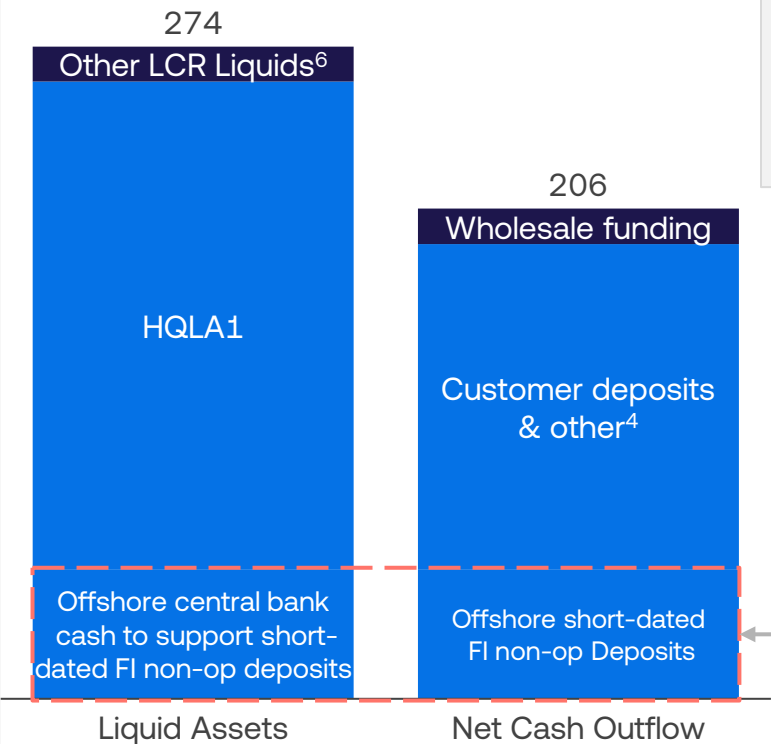 274
Other LCR Liquids⁶
HQLA1
Offshore central bank
cash to support short-
dated FI non-op deposits
Liquid Assets
206
Wholesale funding
Customer deposits
& other⁴
Offshore short-dated
FI non-op Deposits
Net Cash Outflow